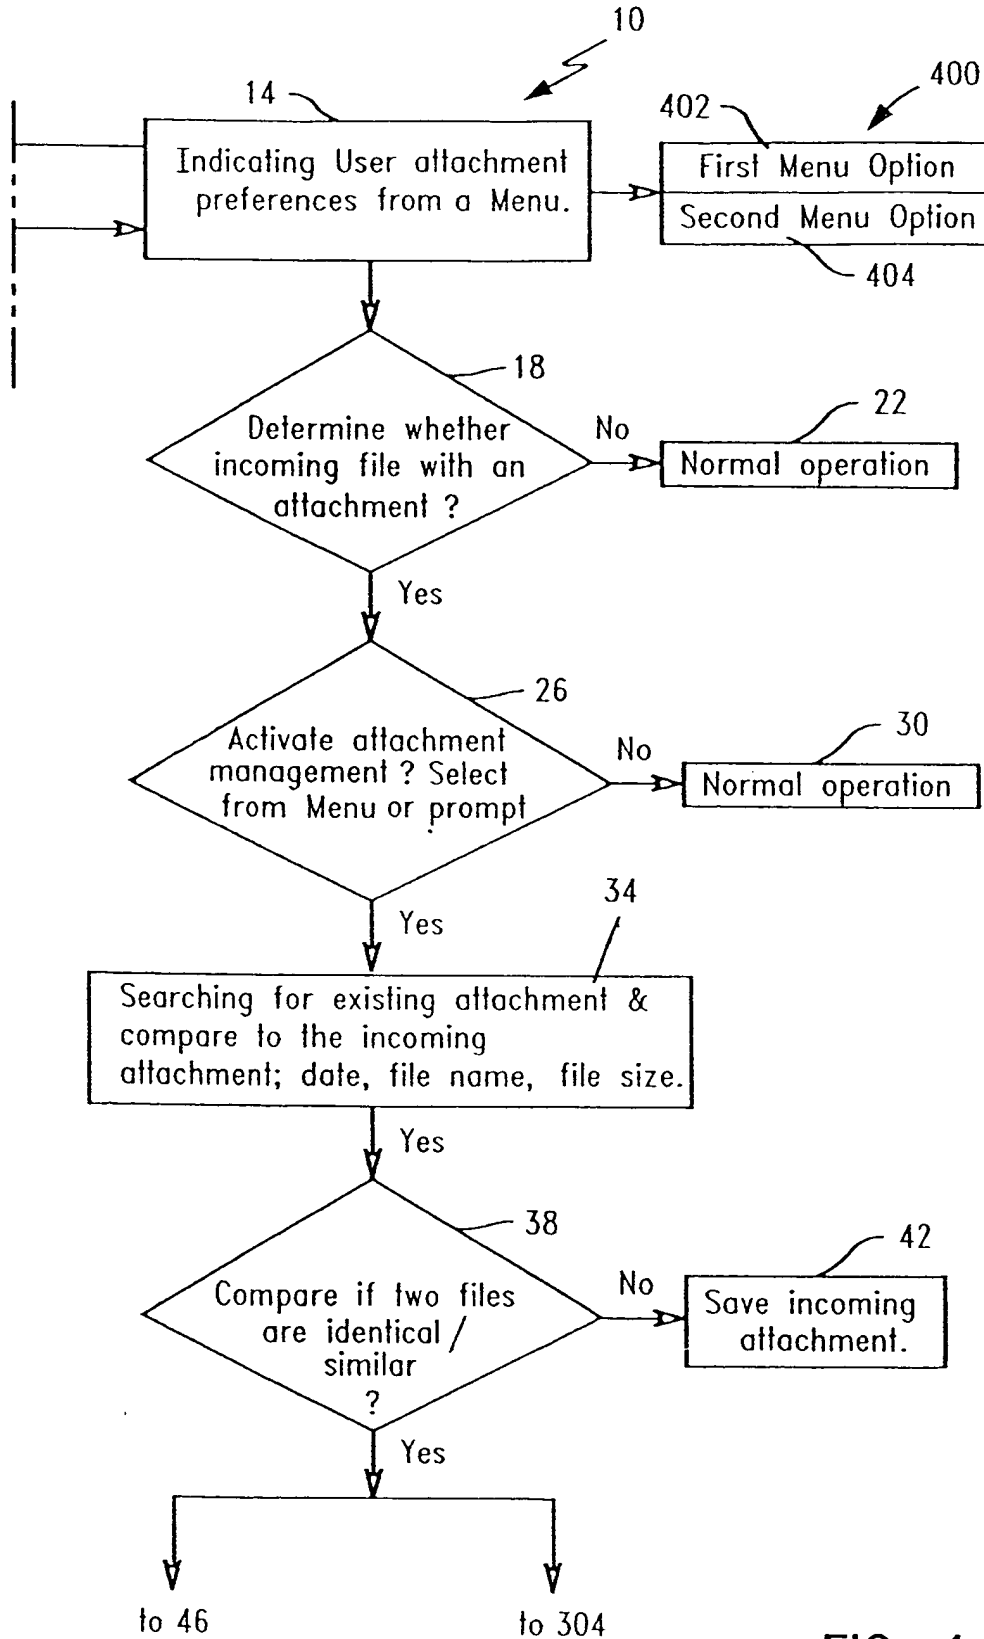 10
14
402
400
Indicating User attachment
preferences from a Menu.
First Menu Option
Second Menu Option
404
18
Determine whether
incoming file with an
attachment ?
No
22
Normal operation
Yes
26
Activate attachment
management ? Select
from Menu or prompt
No
30
Normal operation
Yes
34
Searching for existing attachment &
compare to the incoming
attachment; date, file name, file size.
Yes
38
Compare if two files
are identical /
similar
?
No
42
Save incoming
attachment.
Yes
to 46
to 304